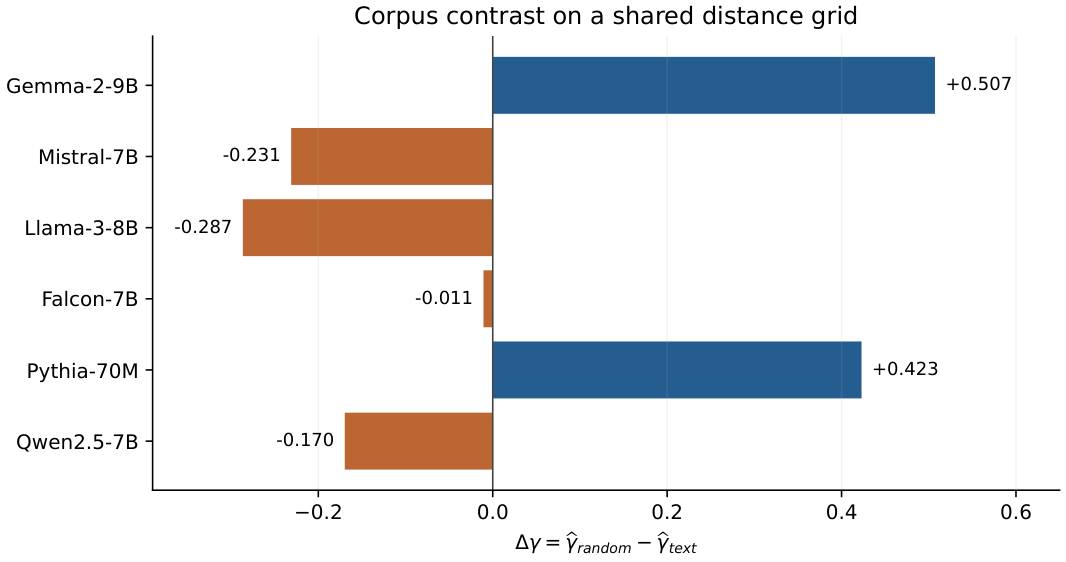 Corpus contrast on a shared distance grid
Gemma-2-9B
+0.507
Mistral-7B
-0.231
Llama-3-8B
-0.287
Falcon-7B
-0.011
Pythia-70M
+0.423
Qwen2.5-7B
-0.170
−0.2 0.0 0.2 0.4 0.6
Δγ = γ̂random − γ̂text